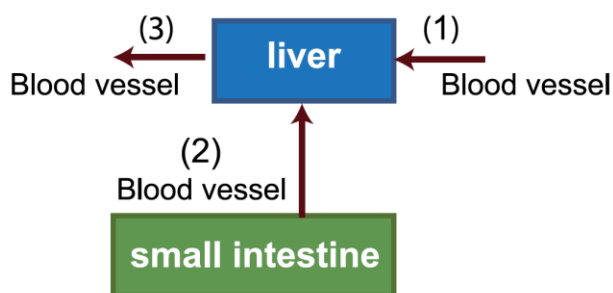 (3)
Blood vessel
liver
(1)
Blood vessel
(2)
Blood vessel
small intestine